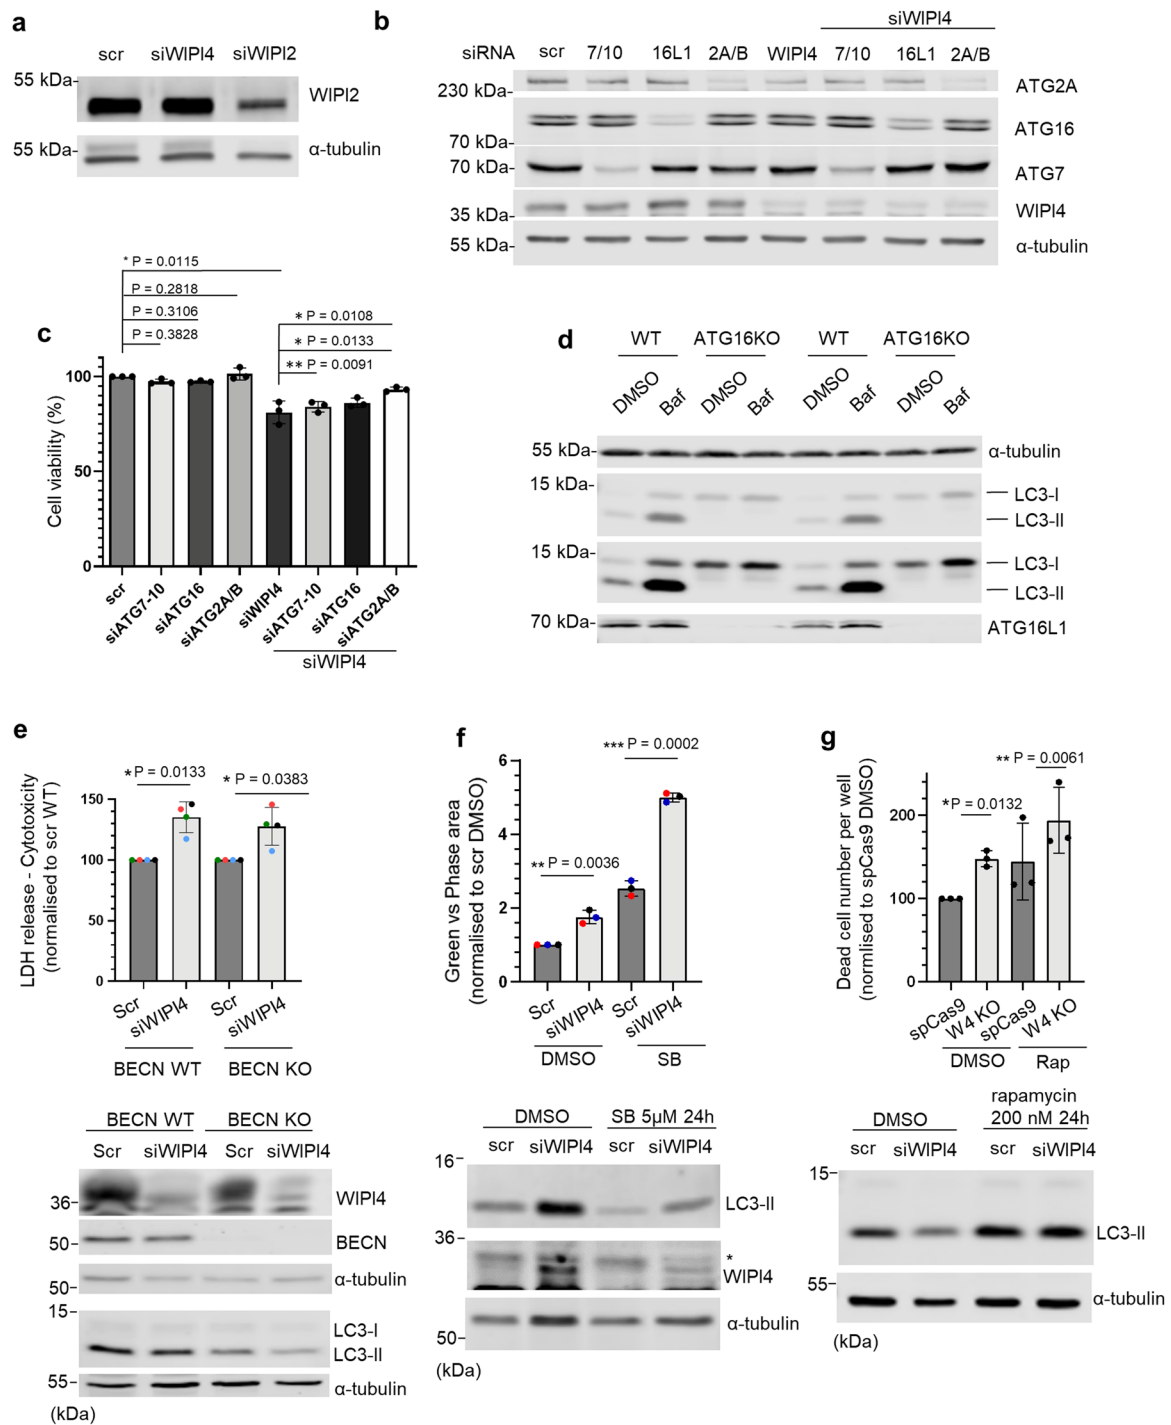 a
scr siWIPI4 siWIPI2
55 kDa-
WIPI2
55 kDa-
α-tubulin
b
siWIPI4
siRNA scr 7/10 16L1 2A/B WIPI4 7/10 16L1 2A/B
230 kDa-
ATG2A
ATG16
70 kDa-
70 kDa-
ATG7
35 kDa-
WIPI4
55 kDa-
α-tubulin
c
* P = 0.0115
P = 0.2818
P = 0.3106
P = 0.3828
* P = 0.0108
* P = 0.0133
** P = 0.0091
Cell viability (%)
100
50
0
scr
siATG7-10
siATG16
siATG2A/B
siWIPI4
siATG7-10
siATG16
siATG2A/B
siWIPI4
d
WT ATG16KO WT ATG16KO
DMSO Baf DMSO Baf DMSO Baf DMSO Baf
55 kDa-
α-tubulin
15 kDa-
LC3-I
LC3-II
15 kDa-
LC3-I
LC3-II
70 kDa-
ATG16L1
e
* P = 0.0133
* P = 0.0383
LDH release - Cytotoxicity
(normalised to scr WT)
150
100
50
0
Scr siWIPI4 Scr siWIPI4
BECN WT BECN KO
BECN WT BECN KO
Scr siWIPI4 Scr siWIPI4
36-
WIPI4
50-
BECN
50-
α-tubulin
15-
LC3-I
LC3-II
55-
α-tubulin
(kDa)
f
*** P = 0.0002
** P = 0.0036
Green vs Phase area
(normalised to scr DMSO)
6
4
2
0
Scr siWIPI4 Scr siWIPI4
DMSO SB
DMSO SB 5µM 24h
scr siWIPI4 scr siWIPI4
16-
LC3-II
36-
*
WIPI4
α-tubulin
50-
(kDa)
g
** P = 0.0061
*P = 0.0132
Dead cell number per well
(normlised to spCas9 DMSO)
200
100
0
spCas9 W4 KO spCas9 W4 KO
DMSO Rap
rapamycin
DMSO 200 nM 24h
scr siWIPI4 scr siWIPI4
15-
LC3-II
55-
α-tubulin
(kDa)